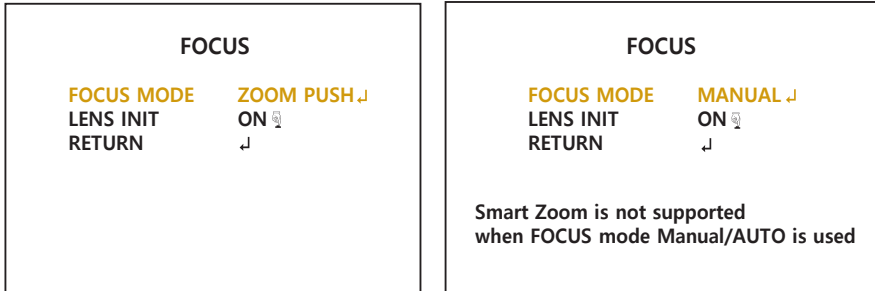 FOCUS
FOCUS MODE ZOOM PUSH↲
LENS INIT ON☟
RETURN ↲
FOCUS
FOCUS MODE MANUAL↲
LENS INIT ON☟
RETURN ↲
Smart Zoom is not supported
when FOCUS mode Manual/AUTO is used